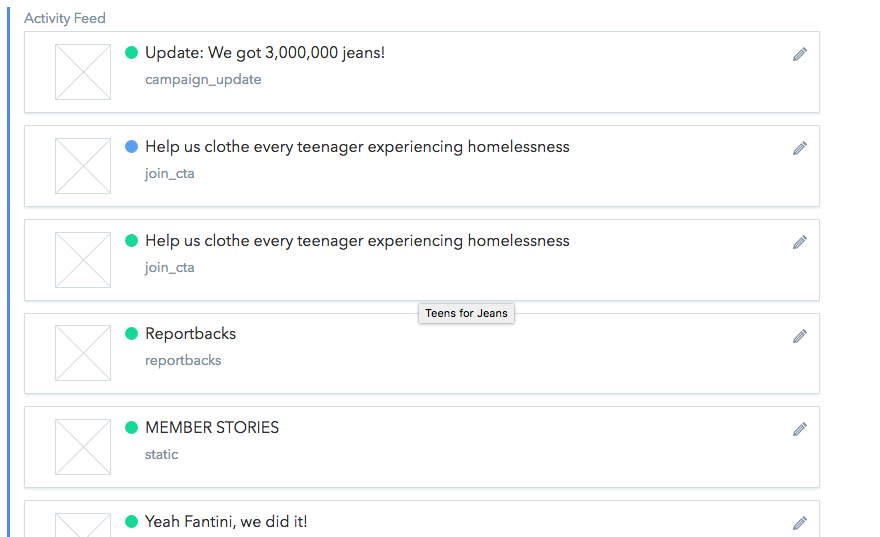 Activity Feed
Update: We got 3,000,000 jeans!
campaign_update
Help us clothe every teenager experiencing homelessness
join_cta
Help us clothe every teenager experiencing homelessness
join_cta
Teens for Jeans
Reportbacks
reportbacks
MEMBER STORIES
static
Yeah Fantini, we did it!